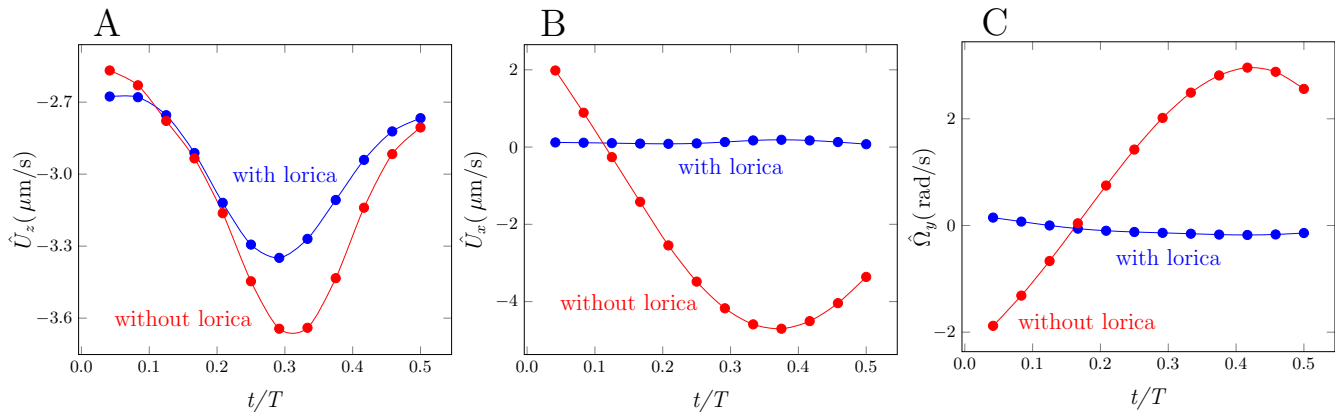 A
−2.7
−3.0
−3.3
−3.6
Û_z( μm/s)
with lorica
without lorica
0.0 0.1 0.2 0.3 0.4 0.5
t/T
B
2
0
−2
−4
Û_x( μm/s)
with lorica
without lorica
0.0 0.1 0.2 0.3 0.4 0.5
t/T
C
2
0
−2
Ω̂_y( rad/s)
with lorica
without lorica
0.0 0.1 0.2 0.3 0.4 0.5
t/T